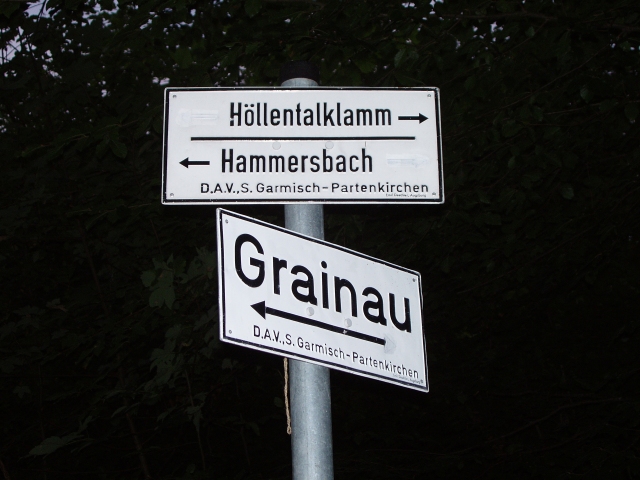 Höllentalklamm →
← Hammersbach
D.A.V.,S. Garmisch-Partenkirchen
Grainau
←
D.A.V.,S. Garmisch-Partenkirchen